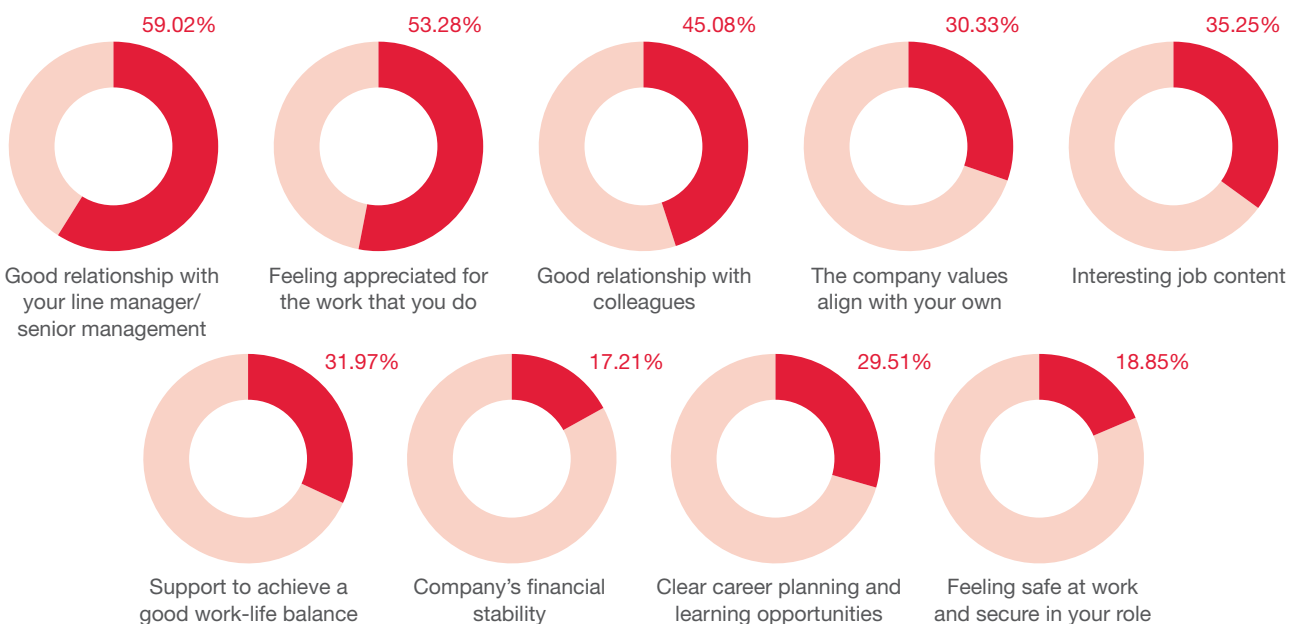 59.02%
53.28%
45.08%
30.33%
35.25%
Good relationship with
your line manager/
senior management
Feeling appreciated for
the work that you do
Good relationship with
colleagues
The company values
align with your own
Interesting job content
31.97%
17.21%
29.51%
18.85%
Support to achieve a
good work-life balance
Company’s financial
stability
Clear career planning and
learning opportunities
Feeling safe at work
and secure in your role